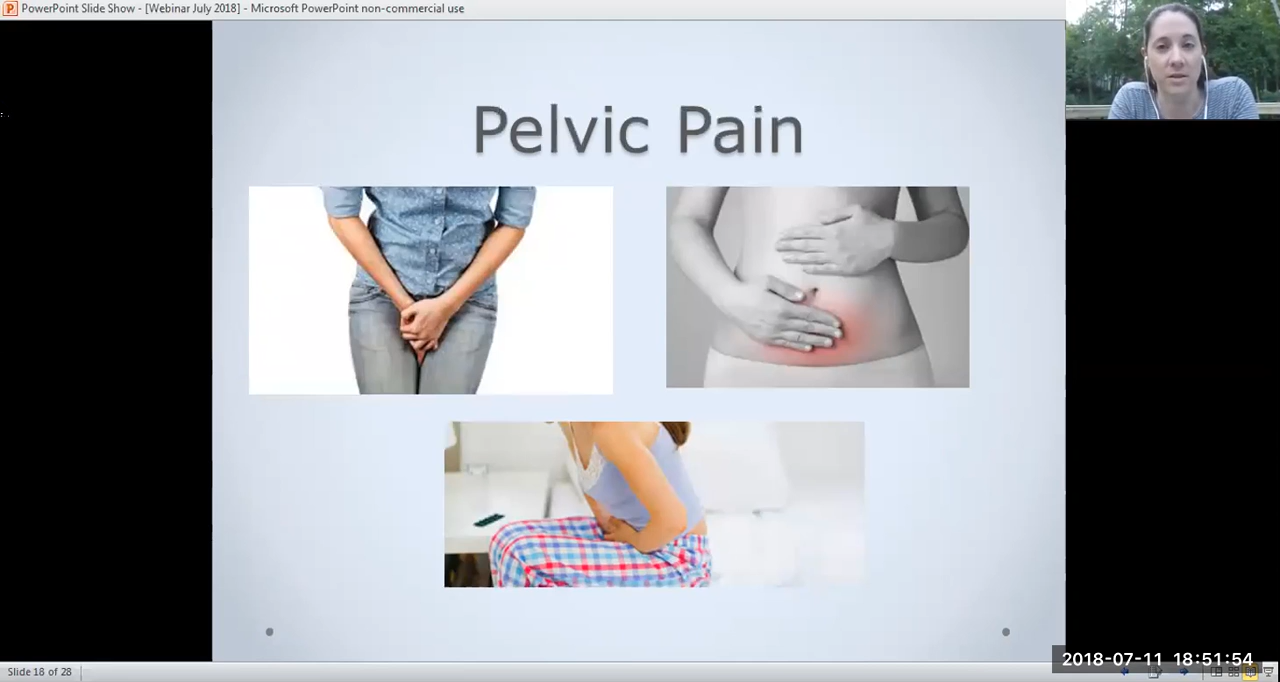 PowerPoint Slide Show - [Webinar July 2018] - Microsoft PowerPoint non-commercial use
Pelvic Pain
2018-07-11 18:51:54
Slide 18 of 28